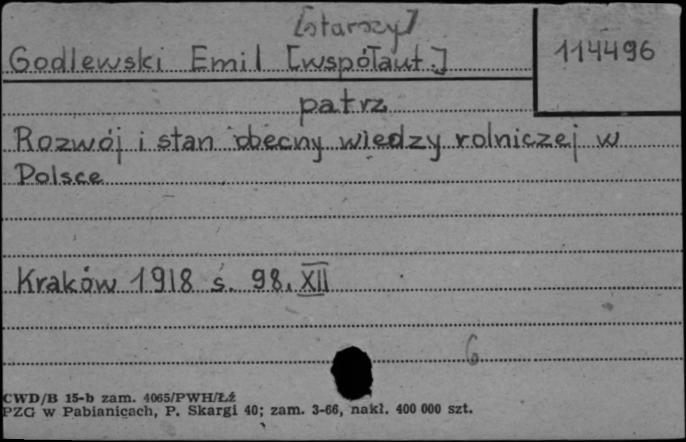 [starszy]
Godlewski Emil [współaut.]
114496
patrz
Rozwój i stan obecny wiedzy rolniczej w
Polsce
Kraków 1918 s. 98. XII
6
CWD/B 15-b zam. 4065/PWH/Łź
PZG w Pabianicach, P. Skargi 40; zam. 3-66, nakł. 400 000 szt.